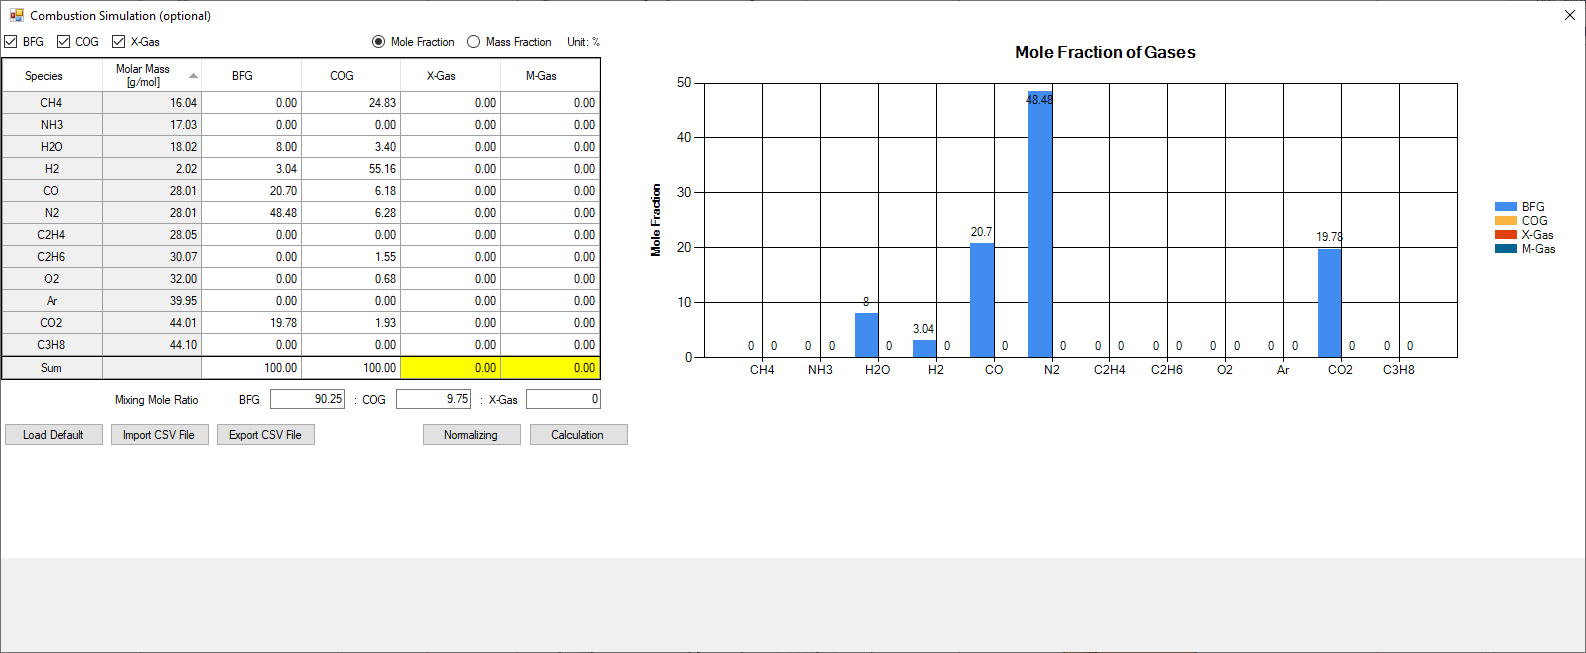 Combustion Simulation (optional)
BFG COG X-Gas Mole Fraction Mass Fraction Unit: %
Species Molar Mass [g/mol] BFG COG X-Gas M-Gas
CH4 16.04 0.00 24.83 0.00 0.00
NH3 17.03 0.00 0.00 0.00 0.00
H2O 18.02 8.00 3.40 0.00 0.00
H2 2.02 3.04 55.16 0.00 0.00
CO 28.01 20.70 6.18 0.00 0.00
N2 28.01 48.48 6.28 0.00 0.00
C2H4 28.05 0.00 0.00 0.00 0.00
C2H6 30.07 0.00 1.55 0.00 0.00
O2 32.00 0.00 0.68 0.00 0.00
Ar 39.95 0.00 0.00 0.00 0.00
CO2 44.01 19.78 1.93 0.00 0.00
C3H8 44.10 0.00 0.00 0.00 0.00
Sum 100.00 100.00 0.00 0.00
Mixing Mole Ratio BFG 90.25 : COG 9.75 : X-Gas 0
Load Default Import CSV File Export CSV File Normalizing Calculation
Mole Fraction of Gases
Mole Fraction
50
40
30
20
10
0
0 0 0 0 8 0 3.04 0 20.7 0 48.48 0 0 0 0 0 0 0 0 0 19.78 0 0 0
CH4 NH3 H2O H2 CO N2 C2H4 C2H6 O2 Ar CO2 C3H8
BFG
COG
X-Gas
M-Gas